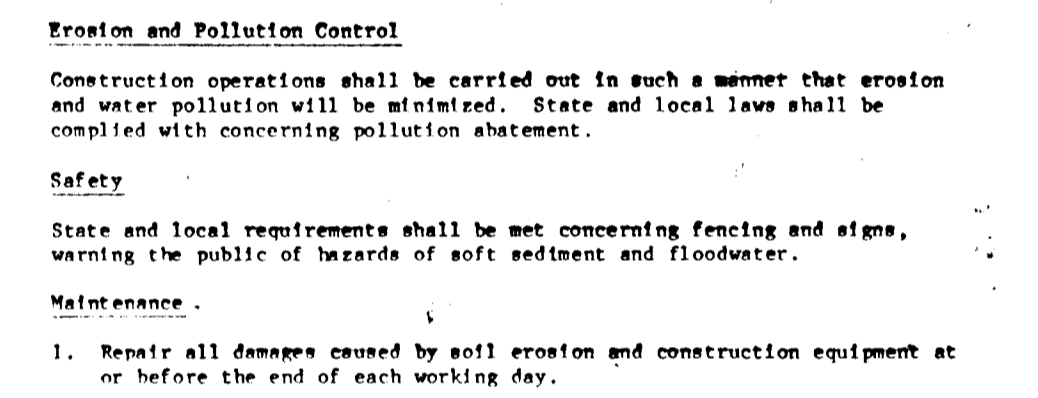 Erosion and Pollution Control
Construction operations shall be carried out in such a manner that erosion
and water pollution will be minimized. State and local laws shall be
complied with concerning pollution abatement.
Safety
State and local requirements shall be met concerning fencing and signs,
warning the public of hazards of soft sediment and floodwater.
Maintenance .
1. Repair all damages caused by soil erosion and construction equipment at
or before the end of each working day.